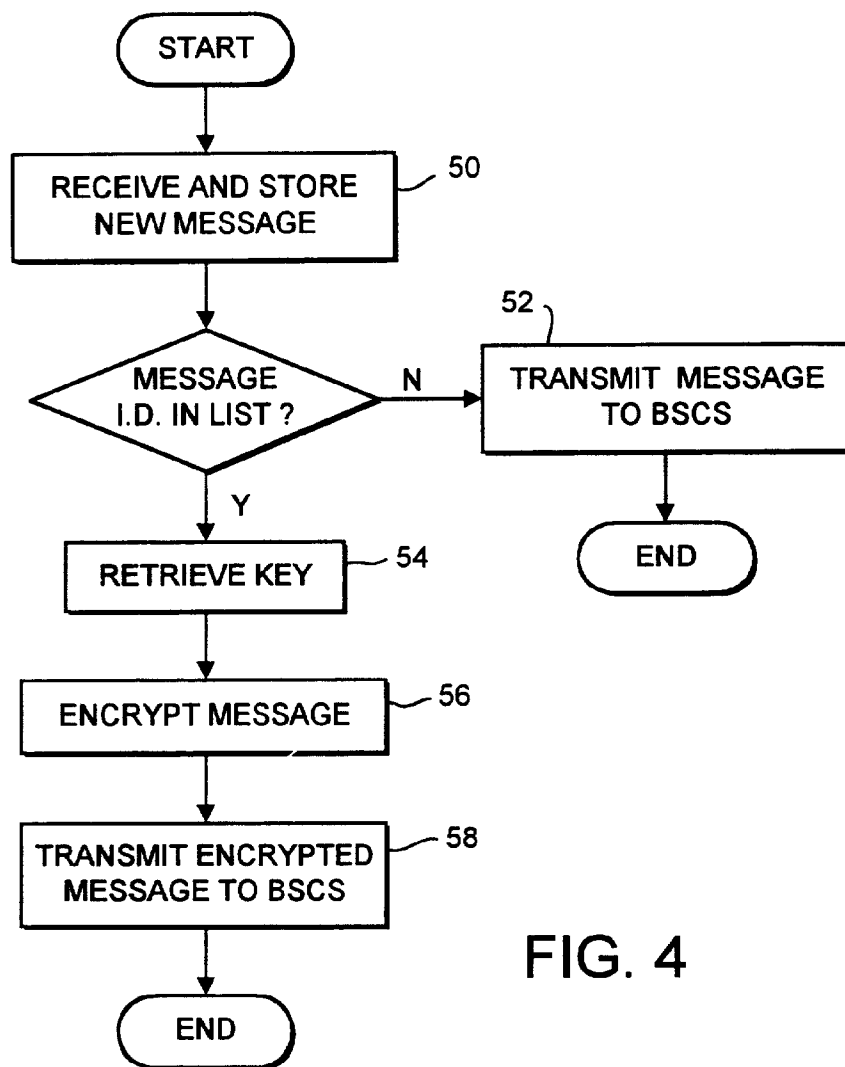 START
RECEIVE AND STORE
NEW MESSAGE
50
MESSAGE
I.D. IN LIST ?
N
52
TRANSMIT MESSAGE
TO BSCS
END
Y
RETRIEVE KEY
54
ENCRYPT MESSAGE
56
TRANSMIT ENCRYPTED
MESSAGE TO BSCS
58
END
FIG. 4